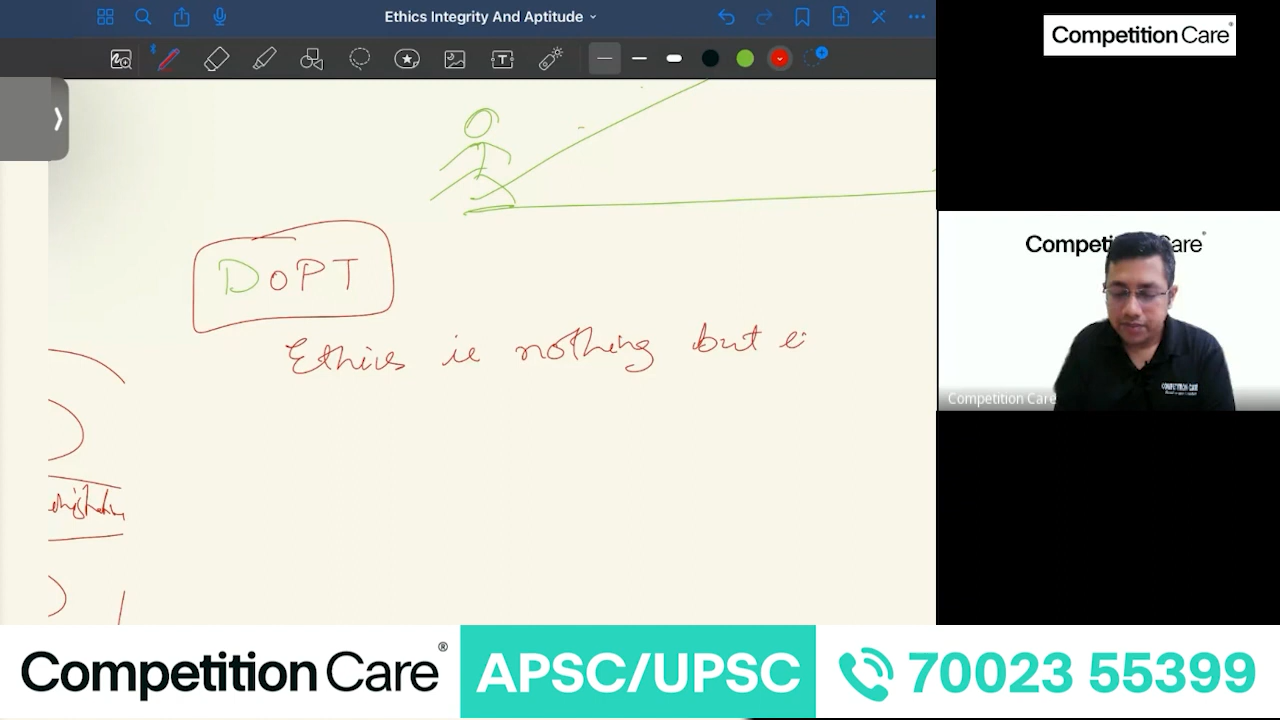 Ethics Integrity And Aptitude
Competition Care
DoPT
Competition Care
Ethics is nothing but
Competition Care
Competition Care® APSC/UPSC 70023 55399